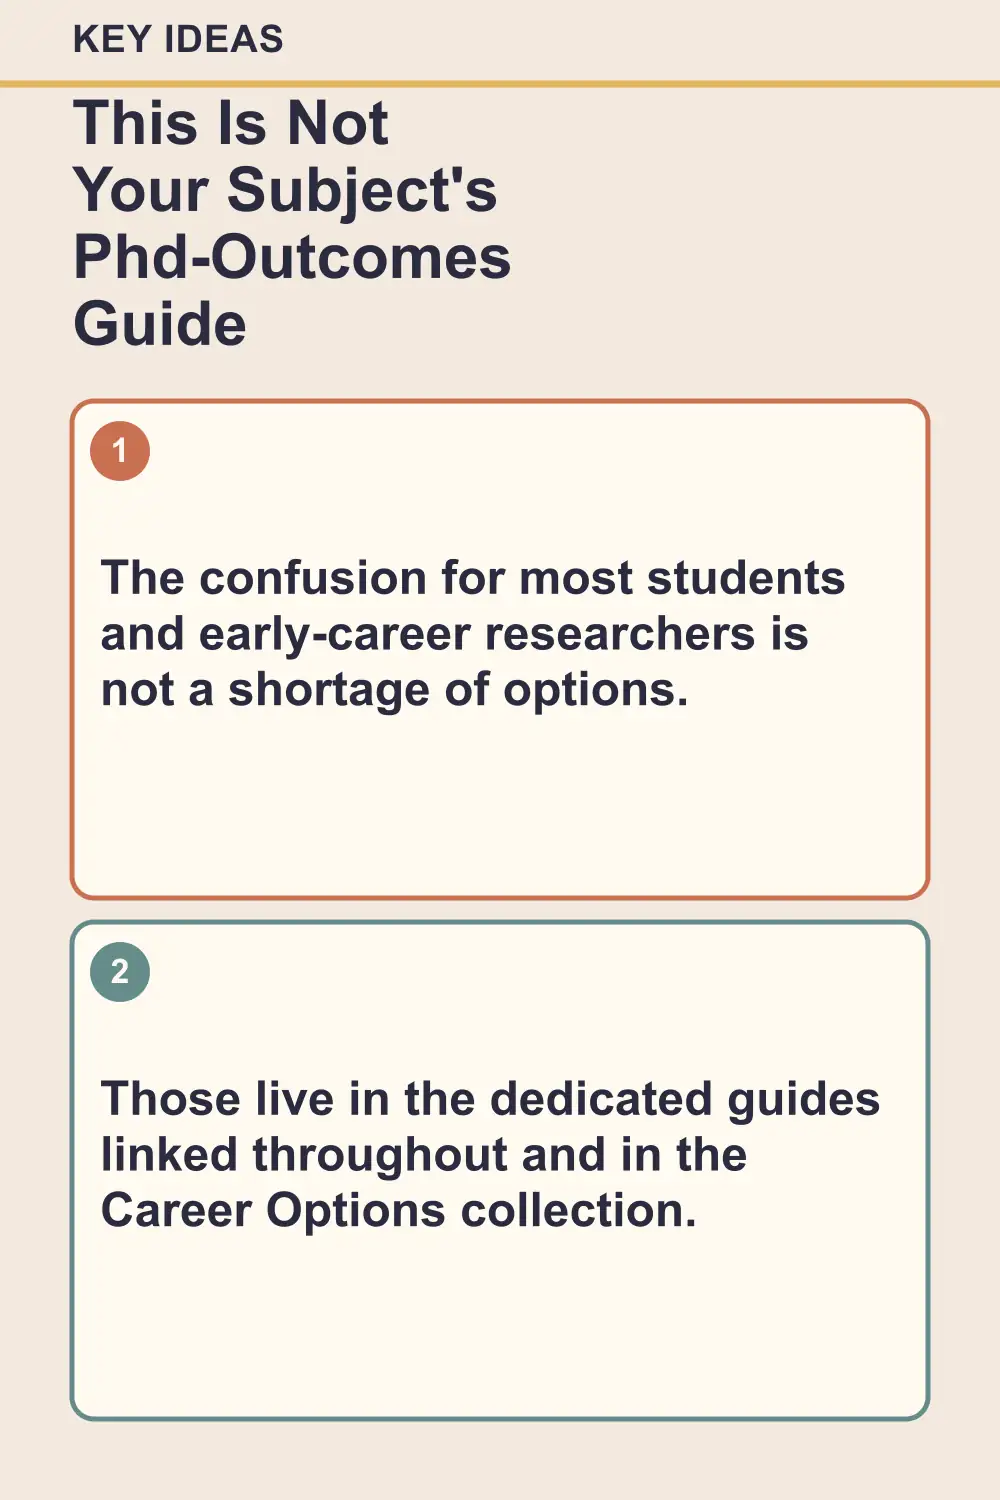 KEY IDEAS
This Is Not
Your Subject's
Phd-Outcomes
Guide
1
The confusion for most students
and early-career researchers is
not a shortage of options.
2
Those live in the dedicated guides
linked throughout and in the
Career Options collection.